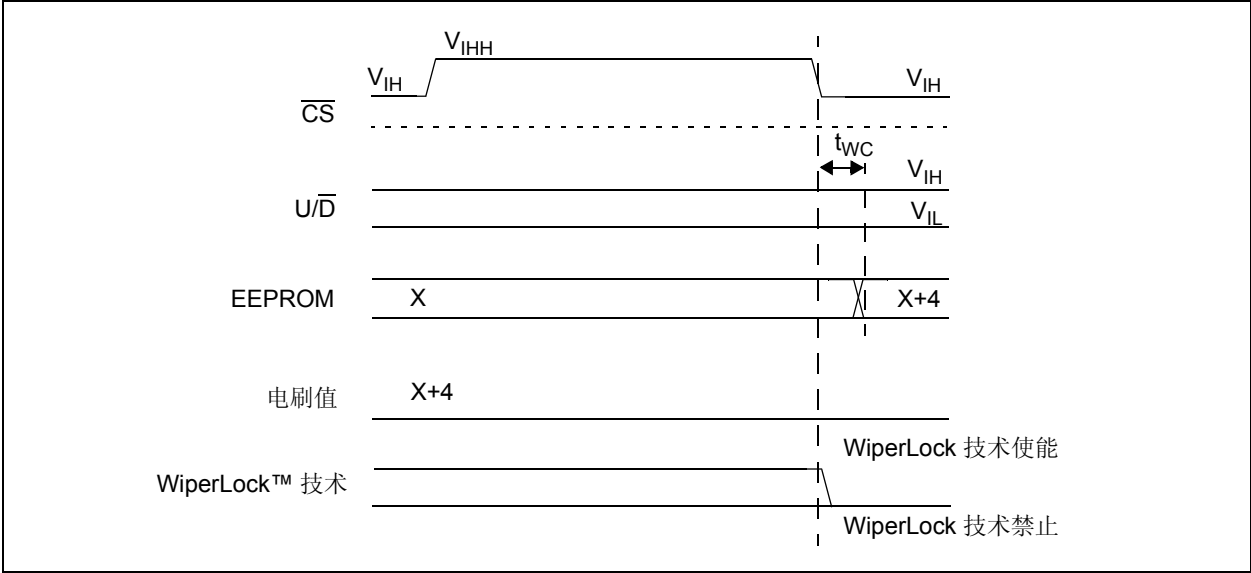 V_IHH
V_IH V_IH
C̅S̅
t_WC
V_IH
U/D̅
V_IL
EEPROM X X+4
电刷值 X+4
WiperLock 技术使能
WiperLock™ 技术
WiperLock 技术禁止